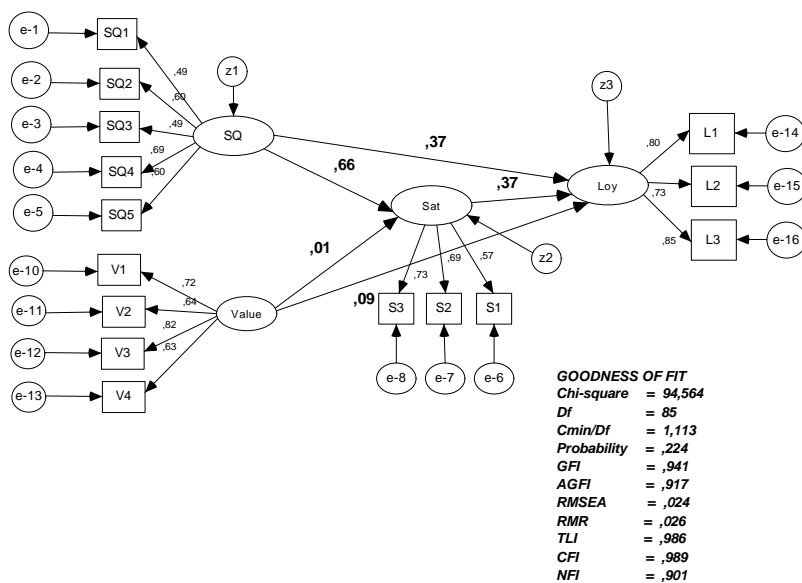 e-1
SQ1
,49
e-2
SQ2
,60
e-3
SQ3
,49
e-4
SQ4
,69
e-5
SQ5
,60
z1
SQ
,37
,66
z3
Loy
,80
L1
e-14
,73
L2
e-15
,85
L3
e-16
Sat
,37
z2
,01
,09
e-10
V1
,72
e-11
V2
,64
e-12
V3
,82
e-13
V4
,63
Value
,73
,69
,57
S3
S2
S1
e-8
e-7
e-6
GOODNESS OF FIT
Chi-square = 94,564
Df = 85
Cmin/Df = 1,113
Probability = ,224
GFI = ,941
AGFI = ,917
RMSEA = ,024
RMR = ,026
TLI = ,986
CFI = ,989
NFI = ,901